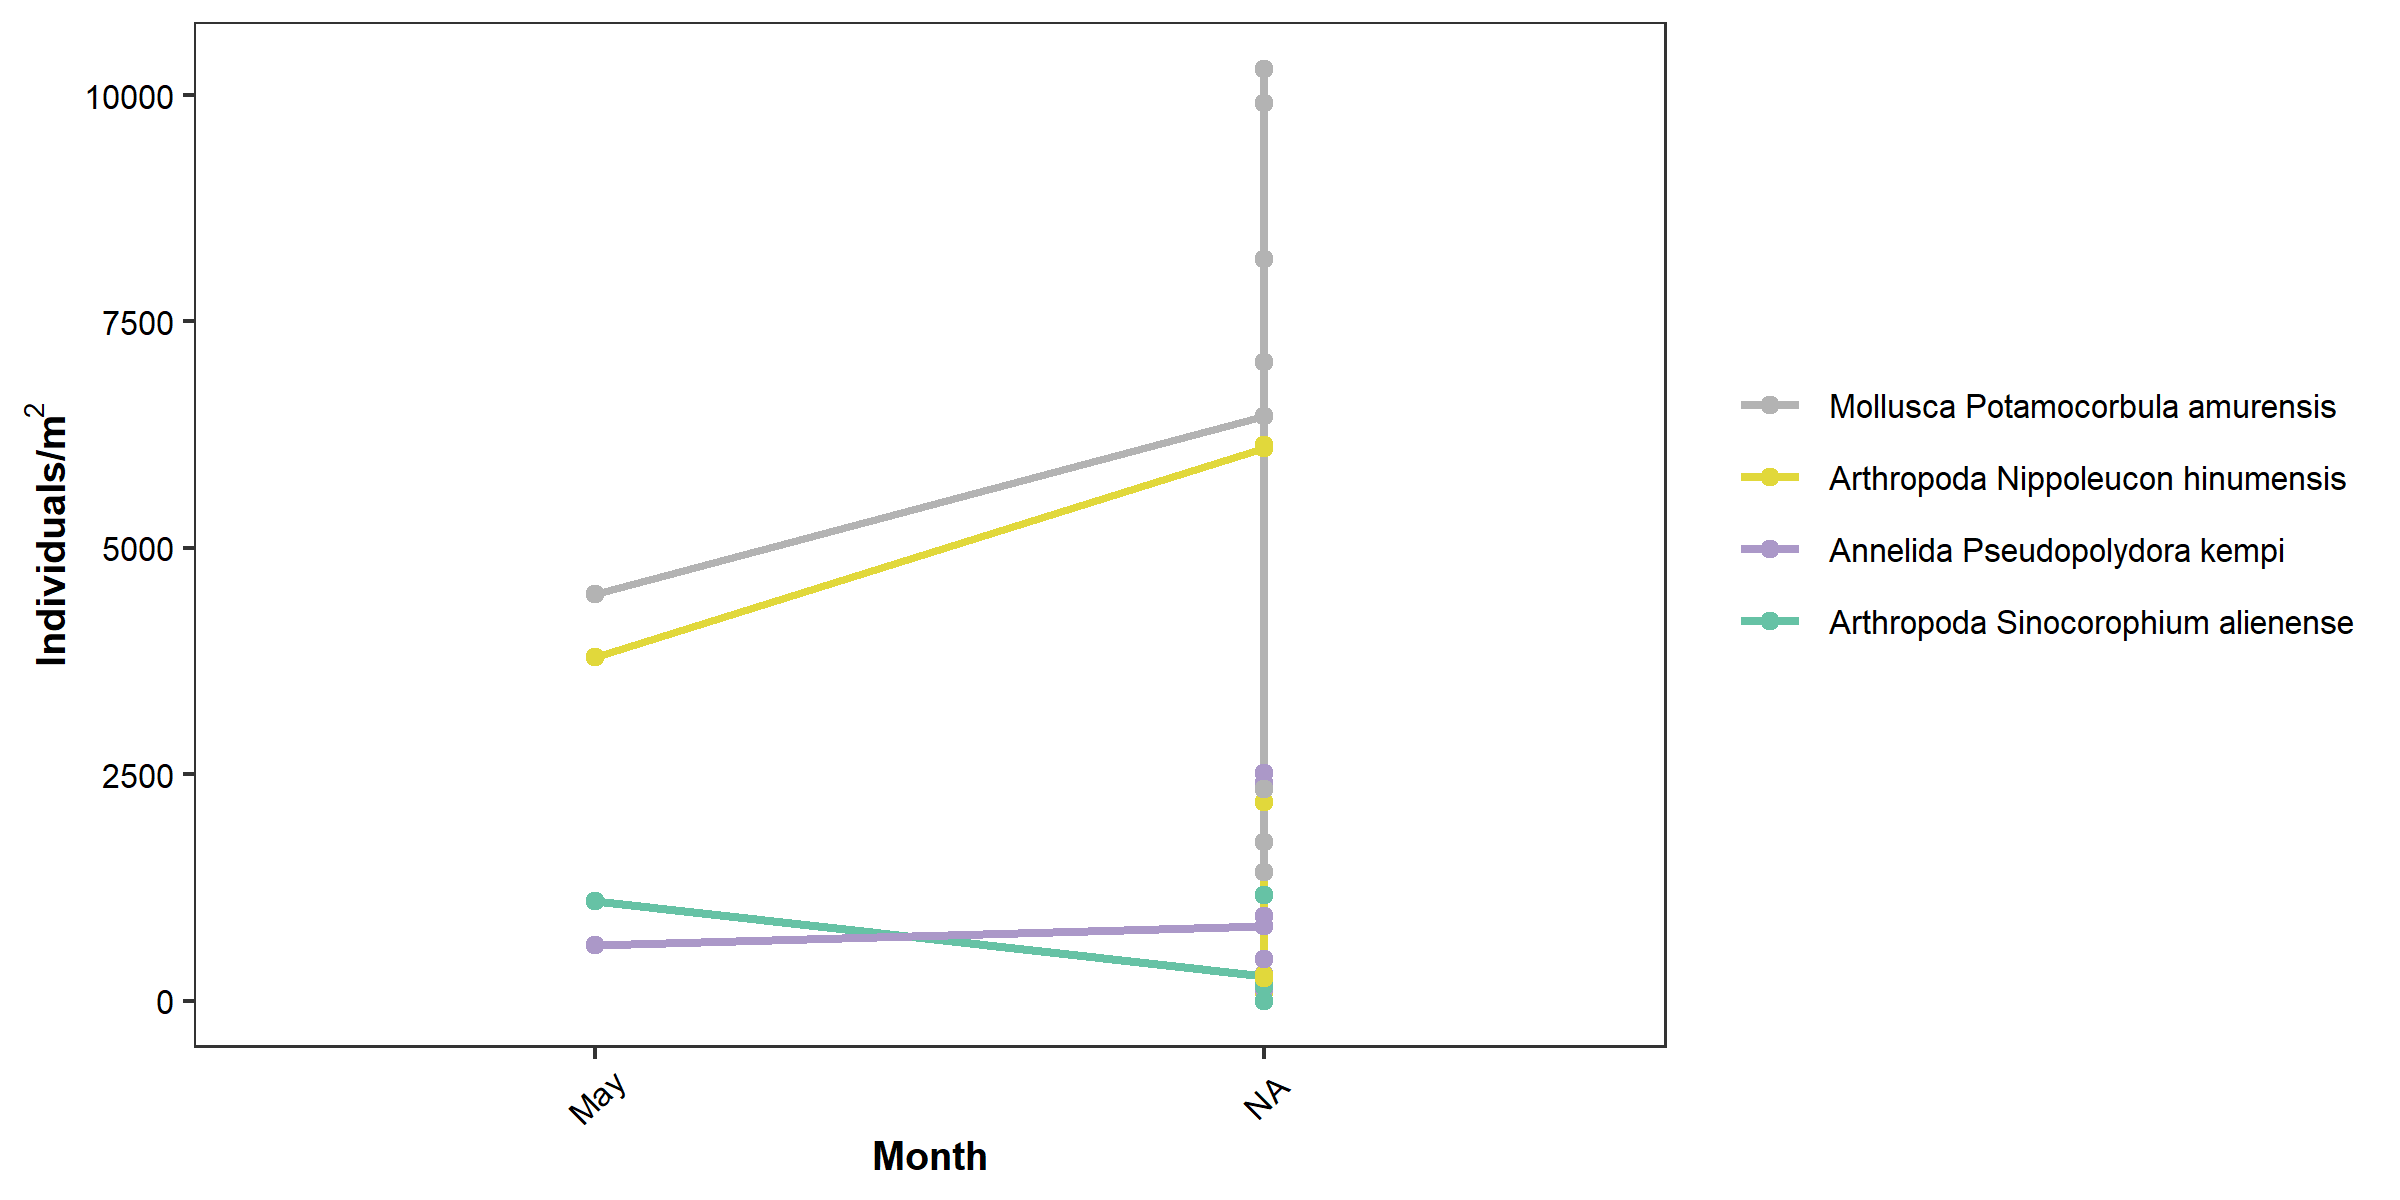 10000
7500
5000
2500
0
Individuals/m²
May
NA
Month
Mollusca Potamocorbula amurensis
Arthropoda Nippoleucon hinumensis
Annelida Pseudopolydora kempi
Arthropoda Sinocorophium alienense